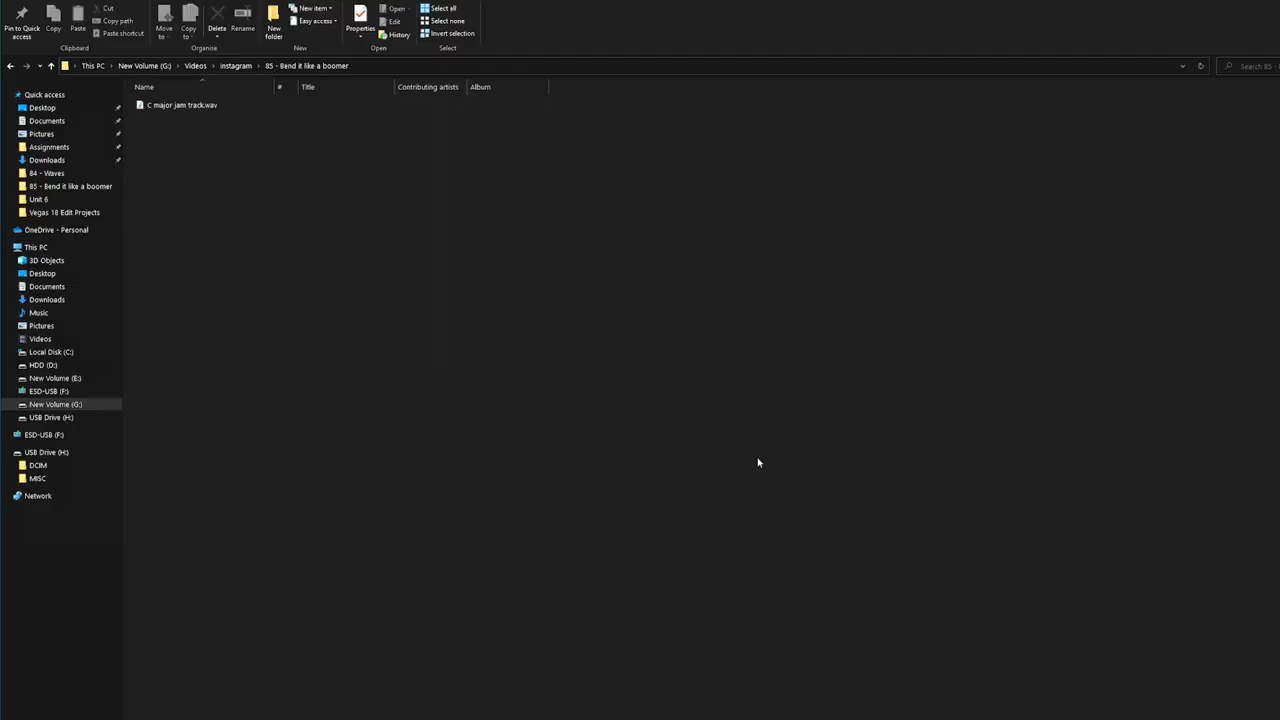 Pin to Quick access
Copy
Paste
Cut
Copy path
Paste shortcut
Clipboard
Move to
Copy to
Delete
Rename
Organise
New folder
New item
Easy access
New
Properties
Open
Edit
History
Open
Select all
Select none
Invert selection
Select
This PC > New Volume (G:) > Videos > instagram > 85 - Bend it like a boomer
Search 85 -
Name # Title Contributing artists Album
C major jam track.wav
Quick access
Desktop
Documents
Pictures
Assignments
Downloads
84 - Waves
85 - Bend it like a boomer
Unit 6
Vegas 18 Edit Projects
OneDrive - Personal
This PC
3D Objects
Desktop
Documents
Downloads
Music
Pictures
Videos
Local Disk (C:)
HDD (D:)
New Volume (E:)
ESD-USB (F:)
New Volume (G:)
USB Drive (H:)
ESD-USB (F:)
USB Drive (H:)
DCIM
MISC
Network